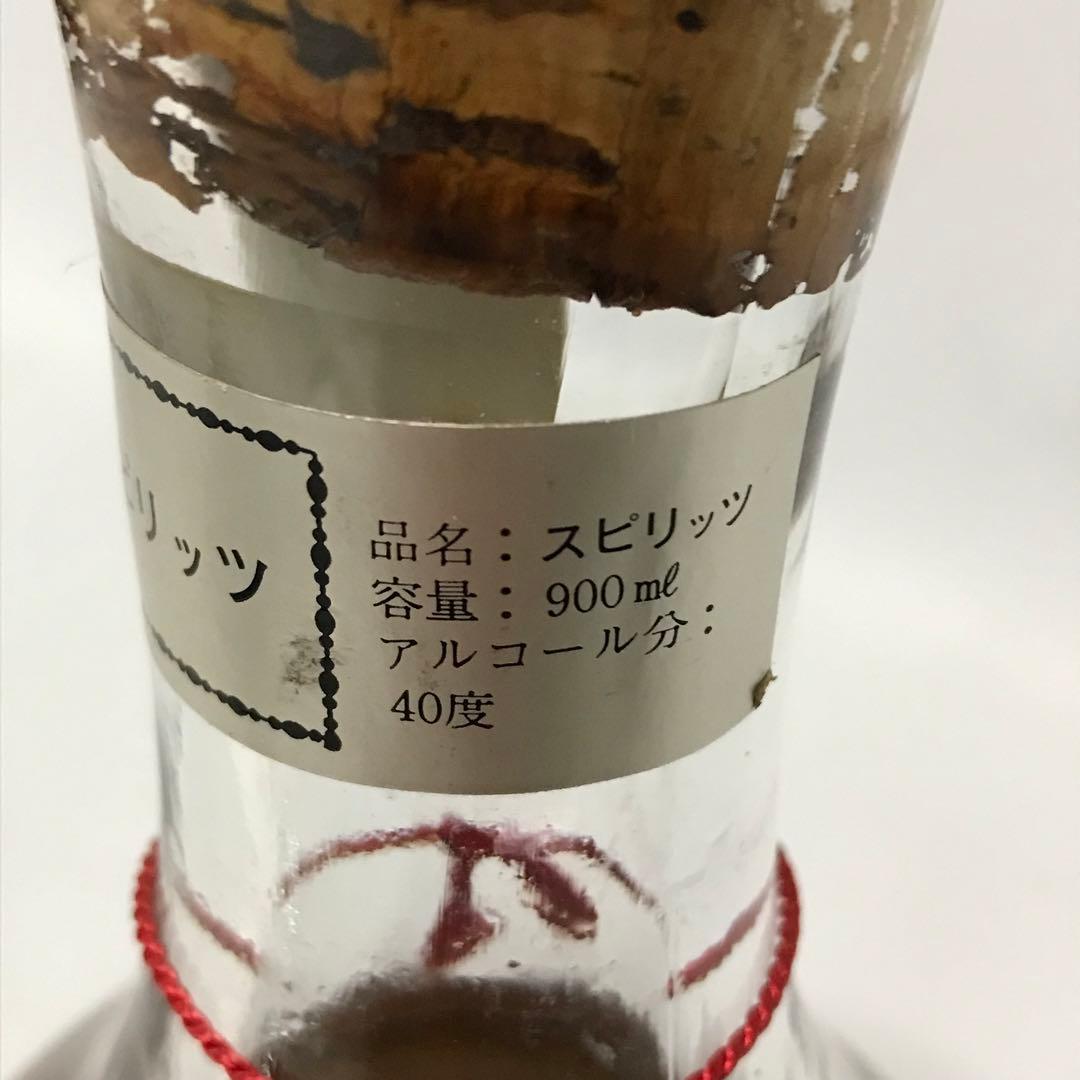 ピリッツ
品名：スピリッツ
容量：900㎖
アルコール分：
40度